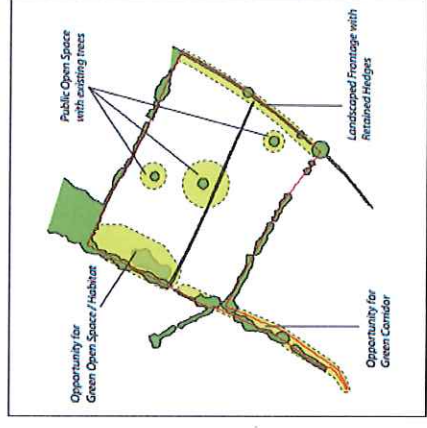 Public Open Space
with existing trees
Landscaped Frontage with
Retained Hedges
Opportunity for
Green Open Space / Habitat
Opportunity for
Green Corridor